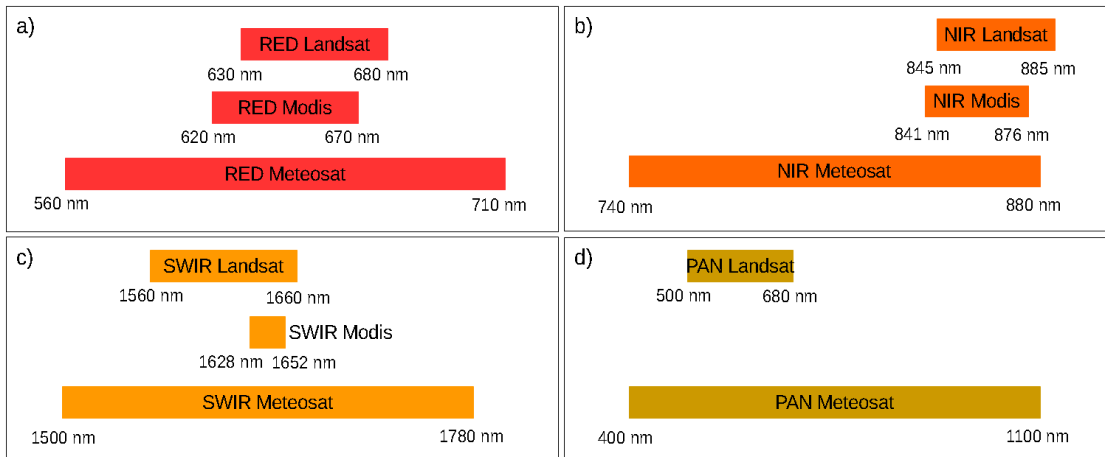 a)
RED Landsat
630 nm 680 nm
RED Modis
620 nm 670 nm
RED Meteosat
560 nm 710 nm
b)
NIR Landsat
845 nm 885 nm
NIR Modis
841 nm 876 nm
NIR Meteosat
740 nm 880 nm
c)
SWIR Landsat
1560 nm 1660 nm
SWIR Modis
1628 nm 1652 nm
SWIR Meteosat
1500 nm 1780 nm
d)
PAN Landsat
500 nm 680 nm
PAN Meteosat
400 nm 1100 nm